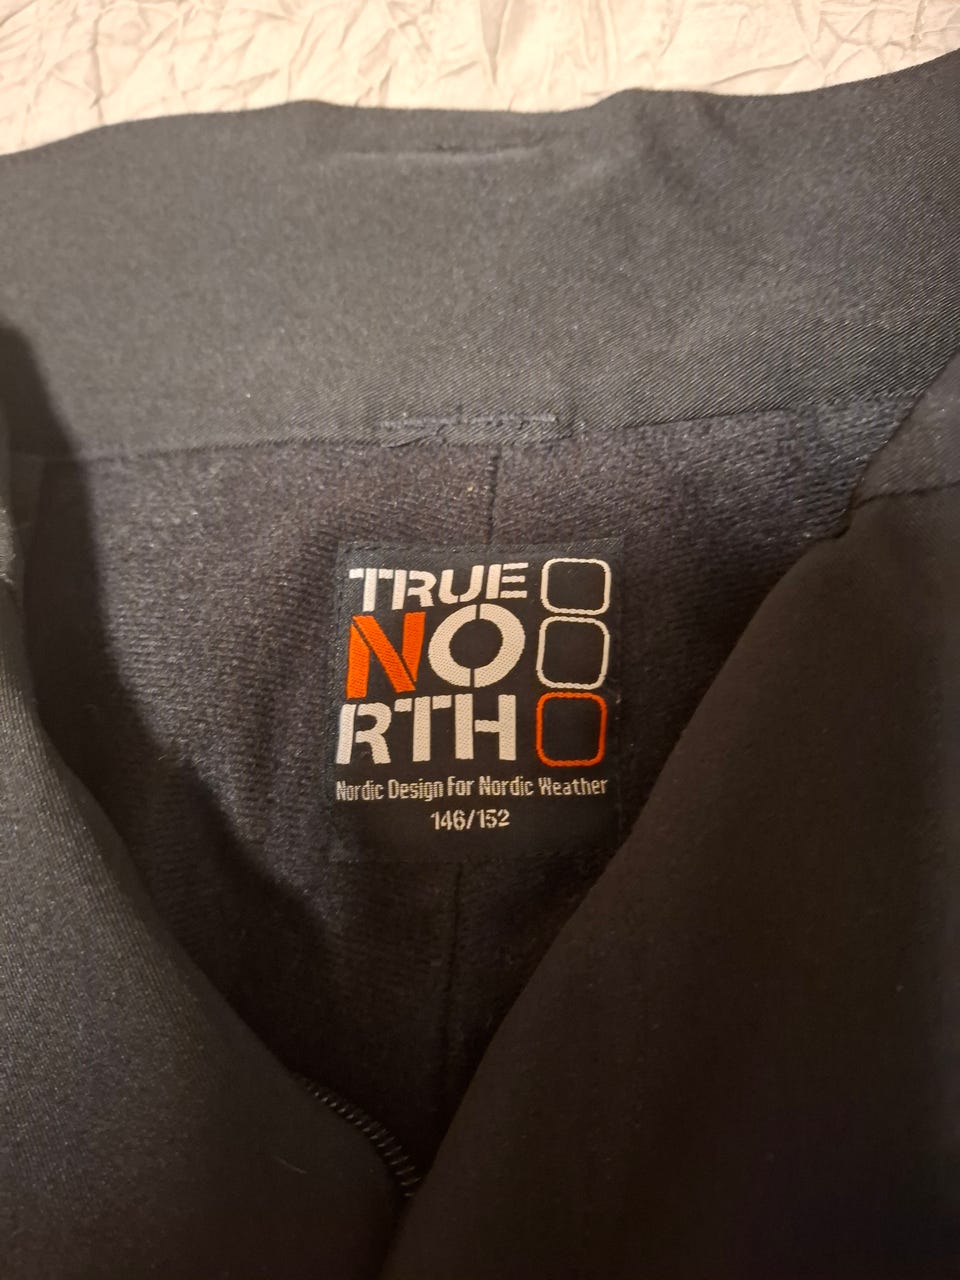 TRUE
NO
RTH
Nordic Design For Nordic Weather
146/152